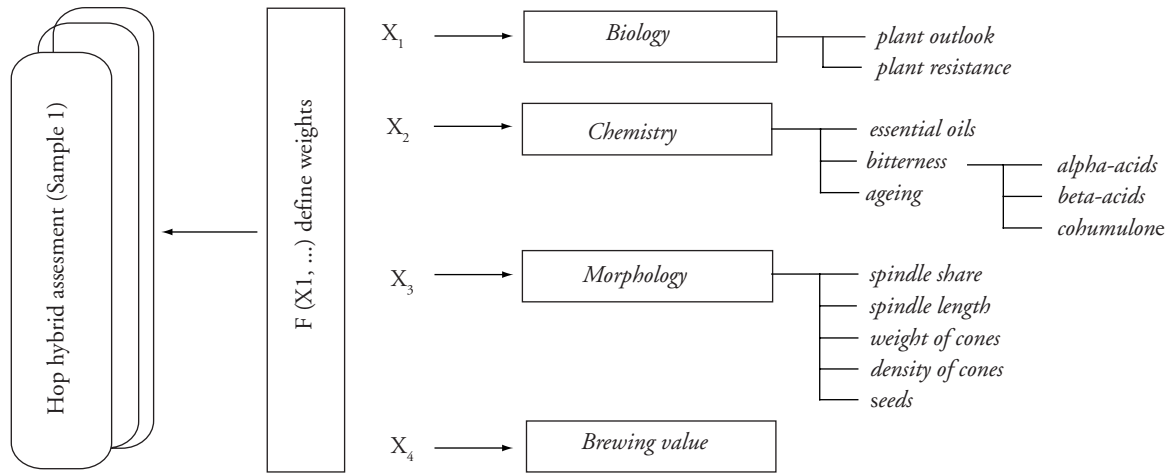 Hop hybrid assesment (Sample 1)
F (X1, ...) define weights
X1
Biology
plant outlook
plant resistance
X2
Chemistry
essential oils
bitterness
ageing
alpha-acids
beta-acids
cohumulone
X3
Morphology
spindle share
spindle length
weight of cones
density of cones
seeds
X4
Brewing value